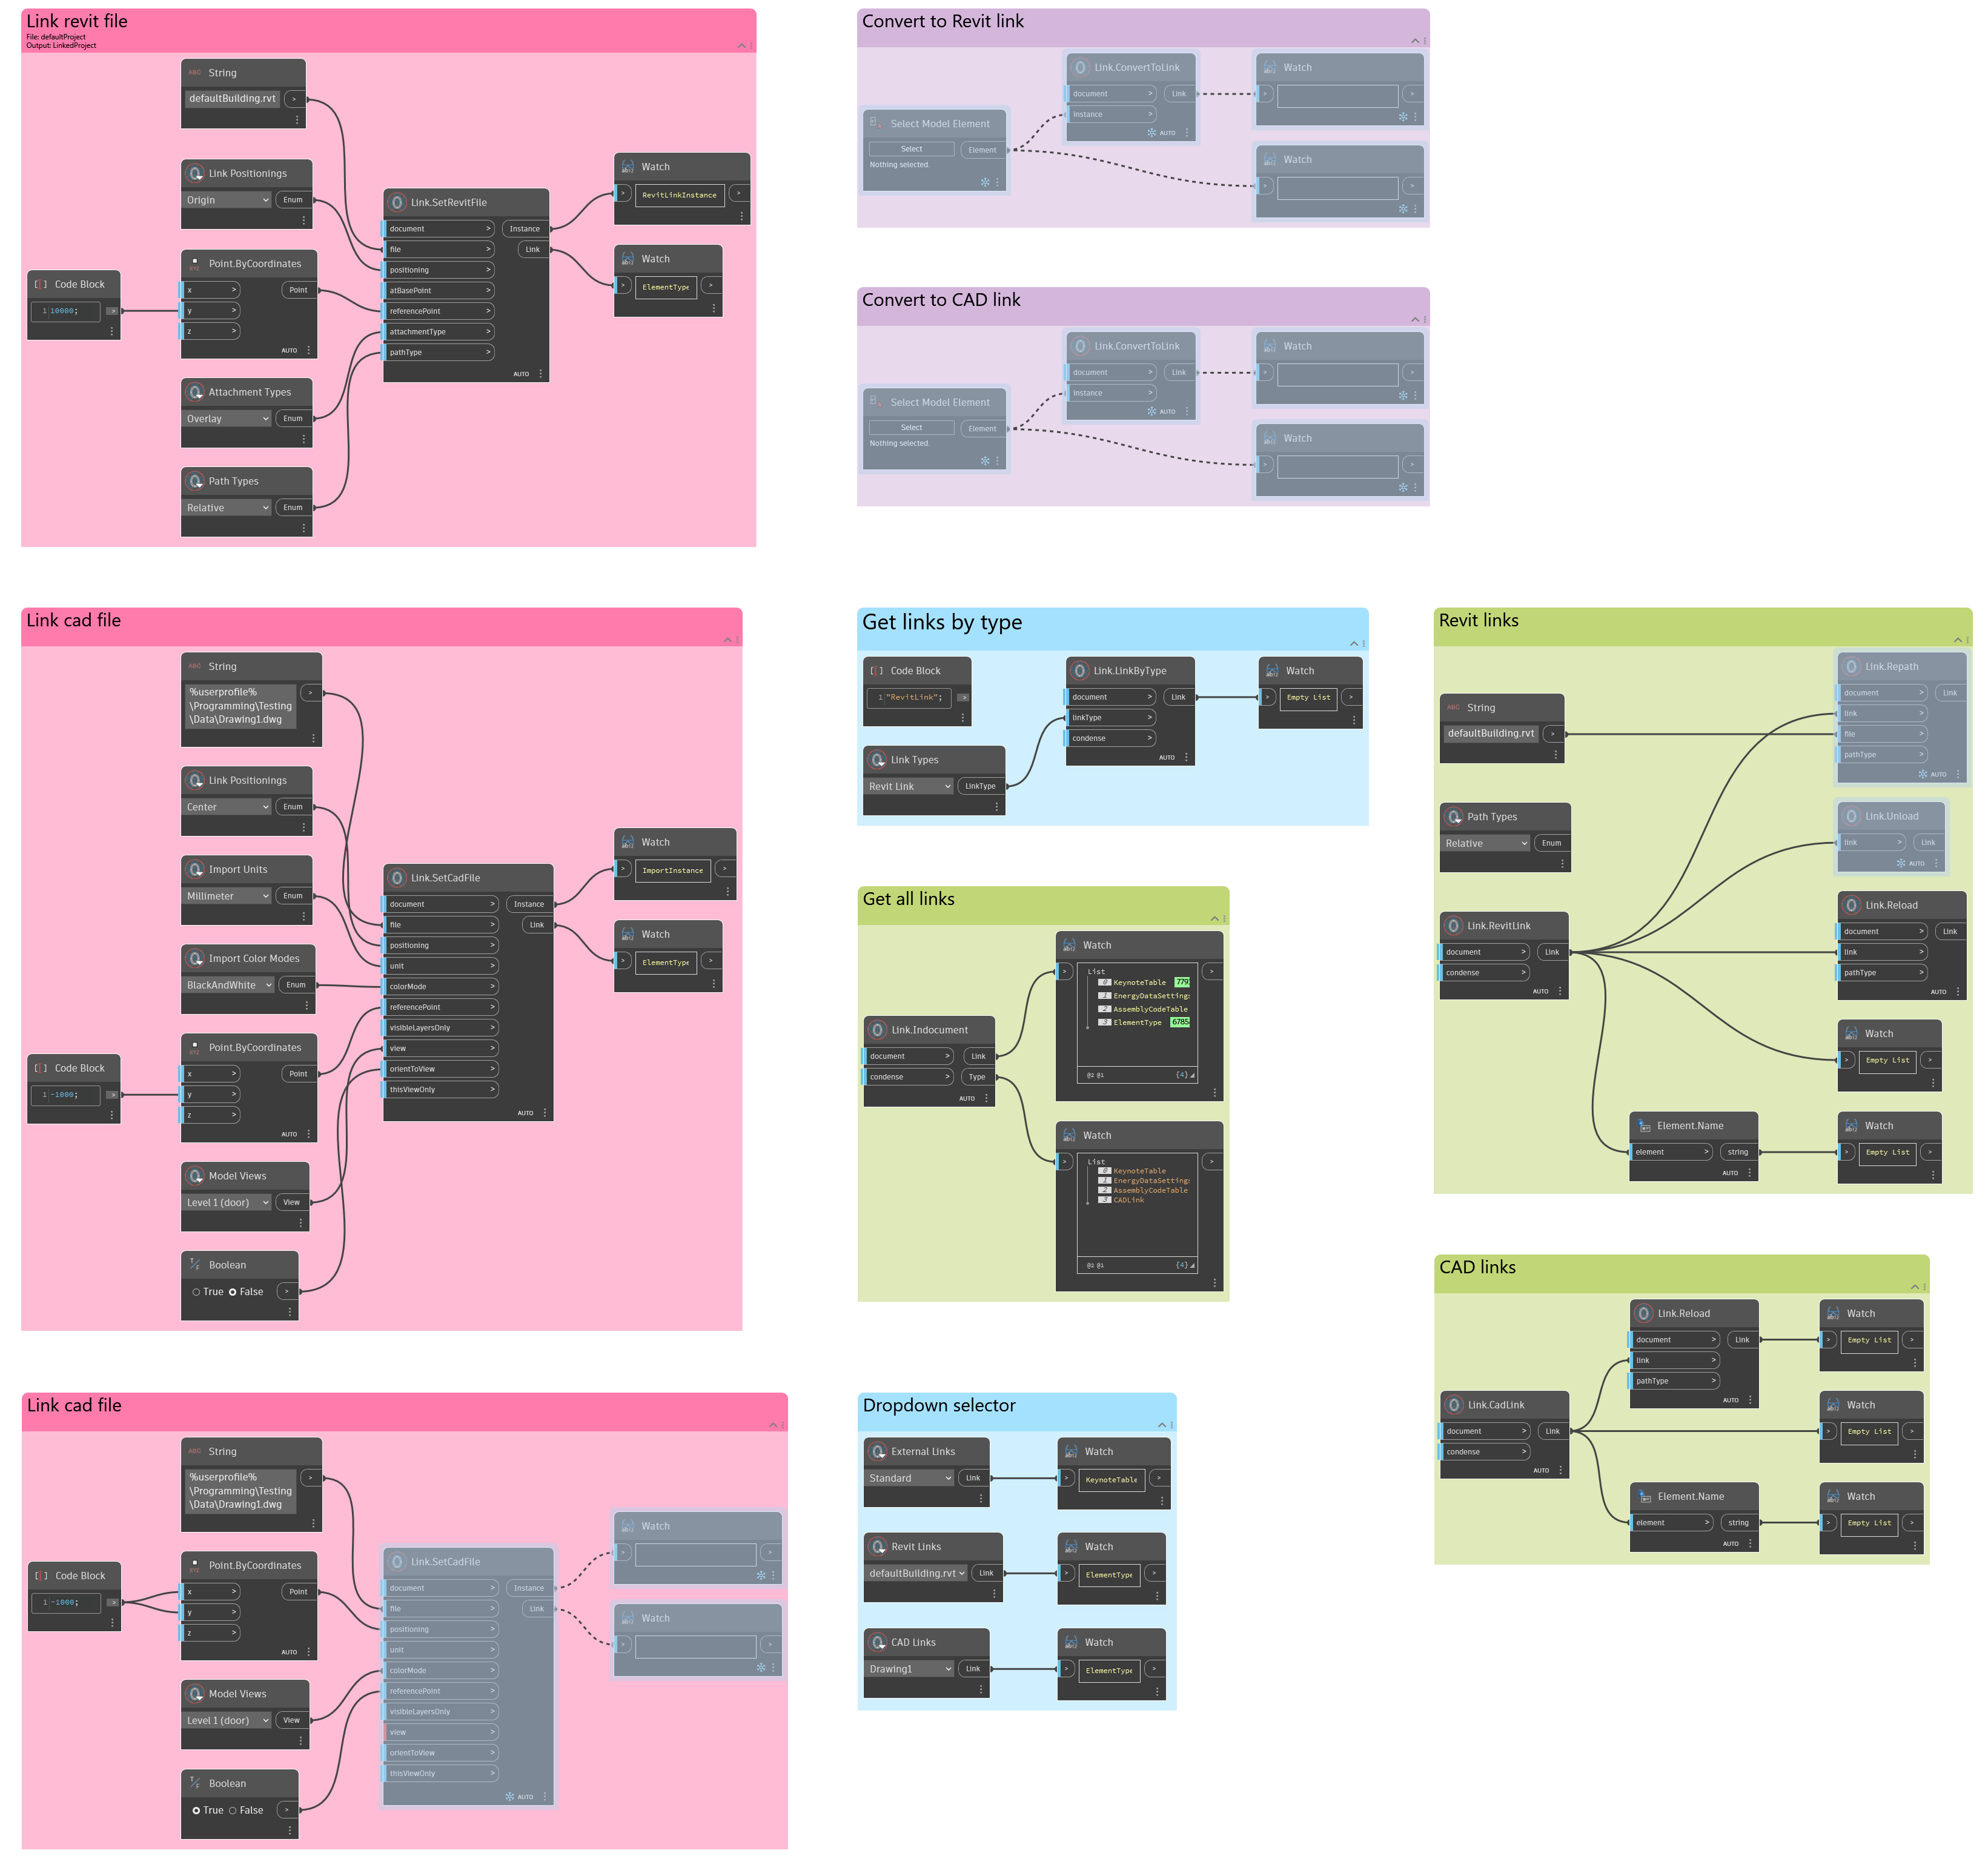 Link revit file
File: defaultProject
Output: LinkedProject
String
defaultBuilding.rvt
>
Link Positionings
Origin
Enum
Code Block
1 10000;
>
Point.ByCoordinates
x >
y >
z >
Point
AUTO
Attachment Types
Overlay
Enum
Path Types
Relative
Enum
Link.SetRevitFile
document >
file >
positioning >
atBasePoint >
referencePoint >
attachmentType >
pathType >
Instance
Link
AUTO
Watch
> RevitLinkInstance >
Watch
> ElementType >
Convert to Revit link
Select Model Element
Select
Element
Nothing selected.
Link.ConvertToLink
document >
instance >
Link
AUTO
Watch
> >
Watch
> >
Convert to CAD link
Select Model Element
Select
Element
Nothing selected.
Link.ConvertToLink
document >
instance >
Link
AUTO
Watch
> >
Watch
> >
Link cad file
String
%userprofile%
\Programming\Testing
\Data\Drawing1.dwg
>
Link Positionings
Center
Enum
Import Units
Millimeter
Enum
Import Color Modes
BlackAndWhite
Enum
Code Block
1 -1000;
>
Point.ByCoordinates
x >
y >
z >
Point
AUTO
Model Views
Level 1 (door)
View
Boolean
True False
>
Link.SetCadFile
document >
file >
positioning >
unit >
colorMode >
referencePoint >
visibleLayersOnly >
view >
orientToView >
thisViewOnly >
Instance
Link
AUTO
Watch
> ImportInstance >
Watch
> ElementType >
Get links by type
Code Block
1 "RevitLink";
>
Link Types
Revit Link
LinkType
Link.LinkByType
document >
linkType >
condense >
Link
AUTO
Watch
> Empty List >
Get all links
Link.Indocument
document >
condense >
Link
Type
AUTO
Watch
>
List
0 KeynoteTable 779
1 EnergyDataSettings
2 AssemblyCodeTable
3 ElementType 6785
@2 @1 {4}
>
Watch
>
List
0 KeynoteTable
1 EnergyDataSettings
2 AssemblyCodeTable
3 CADLink
@2 @1 {4}
>
Revit links
String
defaultBuilding.rvt
>
Path Types
Relative
Enum
Link.RevitLink
document >
condense >
Link
AUTO
Link.Repath
document >
link >
file >
pathType >
Link
AUTO
Link.Unload
link >
Link
AUTO
Link.Reload
document >
link >
pathType >
Link
AUTO
Watch
> Empty List >
Element.Name
element >
string
AUTO
Watch
> Empty List >
CAD links
Link.CadLink
document >
condense >
Link
AUTO
Link.Reload
document >
link >
pathType >
Link
AUTO
Watch
> Empty List >
Watch
> Empty List >
Element.Name
element >
string
AUTO
Watch
> Empty List >
Link cad file
String
%userprofile%
\Programming\Testing
\Data\Drawing1.dwg
>
Code Block
1 -1000;
>
Point.ByCoordinates
x >
y >
z >
Point
AUTO
Model Views
Level 1 (door)
View
Boolean
True False
>
Link.SetCadFile
document >
file >
positioning >
unit >
colorMode >
referencePoint >
visibleLayersOnly >
view >
orientToView >
thisViewOnly >
Instance
Link
AUTO
Watch
> >
Watch
> >
Dropdown selector
External Links
Standard
Link
Watch
> KeynoteTable >
Revit Links
defaultBuilding.rvt
Link
Watch
> ElementType >
CAD Links
Drawing1
Link
Watch
> ElementType >